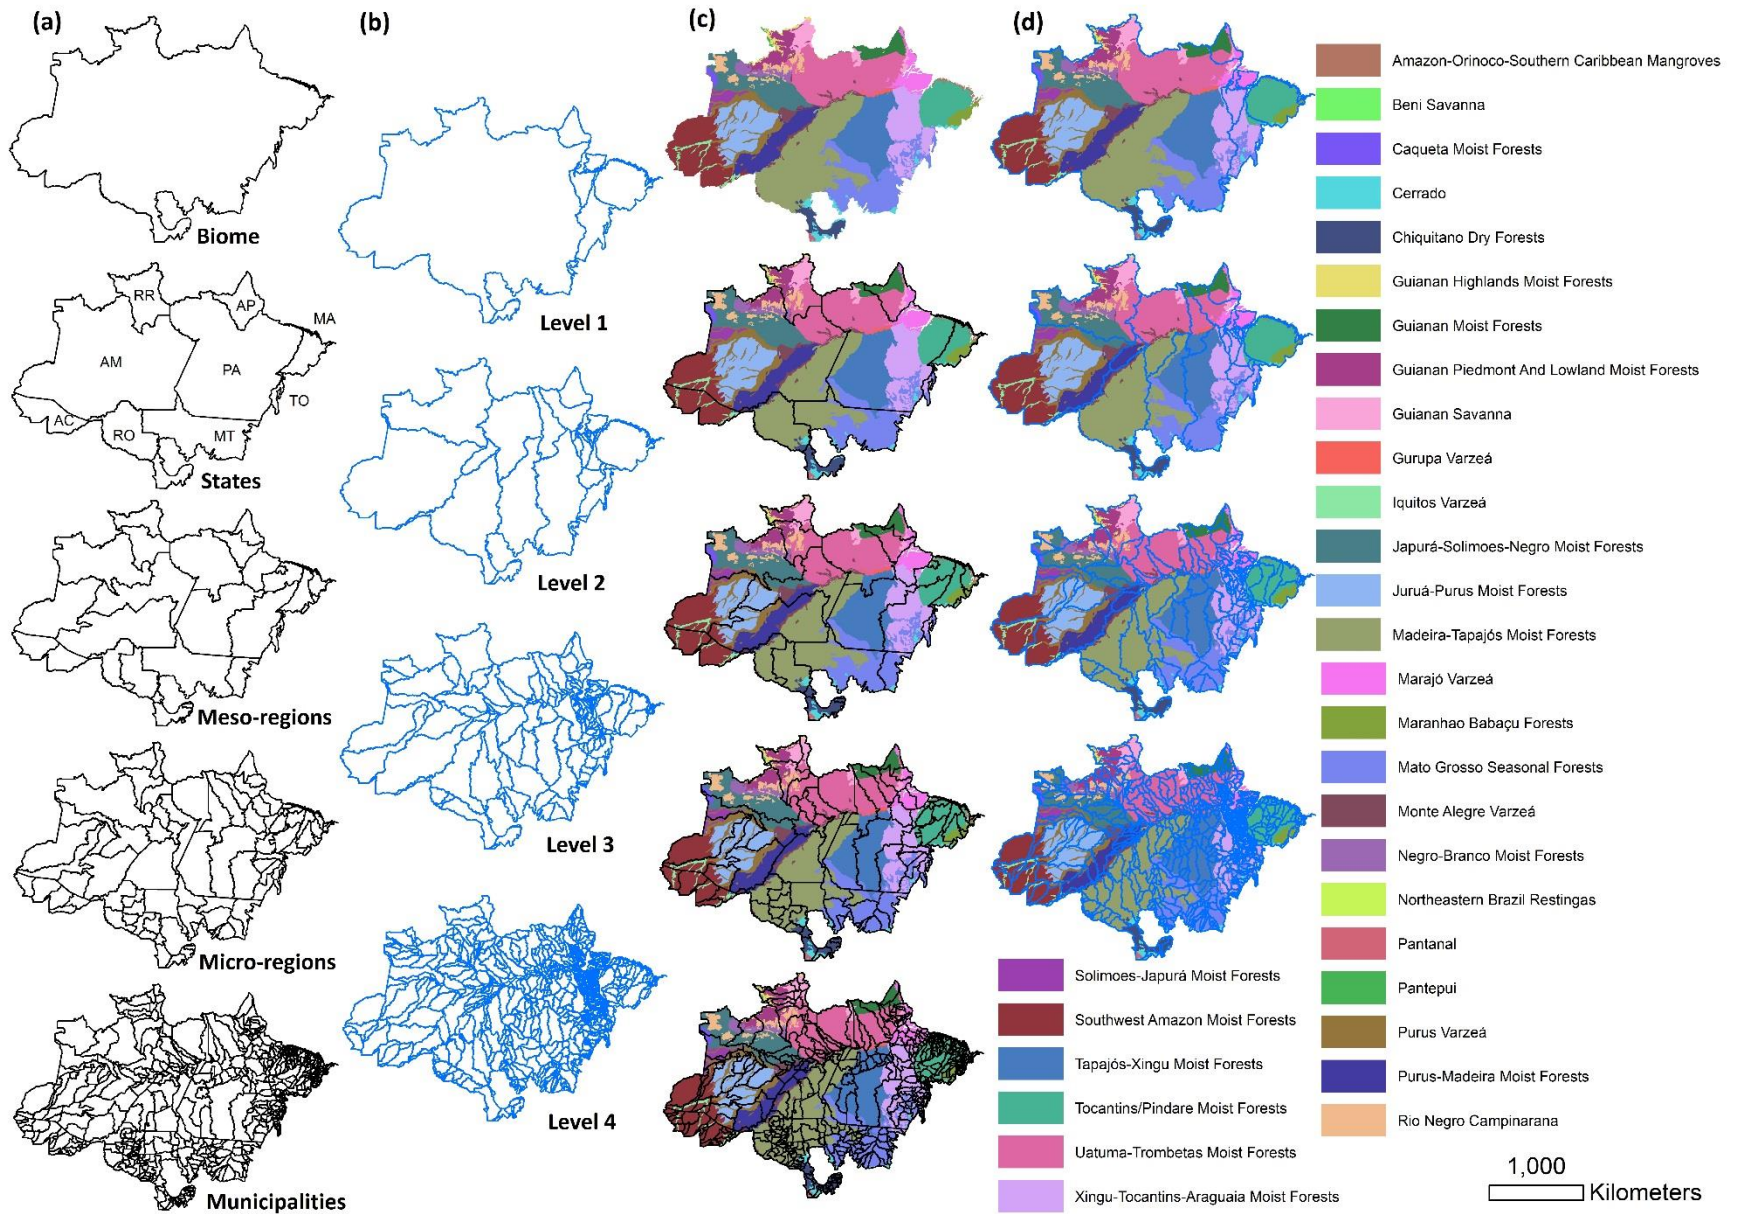 (a)
(b)
(c)
(d)
Biome
RR
AP
MA
AM
PA
TO
AC
RO
MT
States
Meso-regions
Micro-regions
Municipalities
Level 1
Level 2
Level 3
Level 4
Amazon-Orinoco-Southern Caribbean Mangroves
Beni Savanna
Caqueta Moist Forests
Cerrado
Chiquitano Dry Forests
Guianan Highlands Moist Forests
Guianan Moist Forests
Guianan Piedmont And Lowland Moist Forests
Guianan Savanna
Gurupa Varzeá
Iquitos Varzeá
Japurá-Solimoes-Negro Moist Forests
Juruá-Purus Moist Forests
Madeira-Tapajós Moist Forests
Marajó Varzeá
Maranhao Babaçu Forests
Mato Grosso Seasonal Forests
Monte Alegre Varzeá
Negro-Branco Moist Forests
Northeastern Brazil Restingas
Pantanal
Pantepui
Purus Varzeá
Purus-Madeira Moist Forests
Rio Negro Campinarana
Solimoes-Japurá Moist Forests
Southwest Amazon Moist Forests
Tapajós-Xingu Moist Forests
Tocantins/Pindare Moist Forests
Uatuma-Trombetas Moist Forests
Xingu-Tocantins-Araguaia Moist Forests
1,000
Kilometers